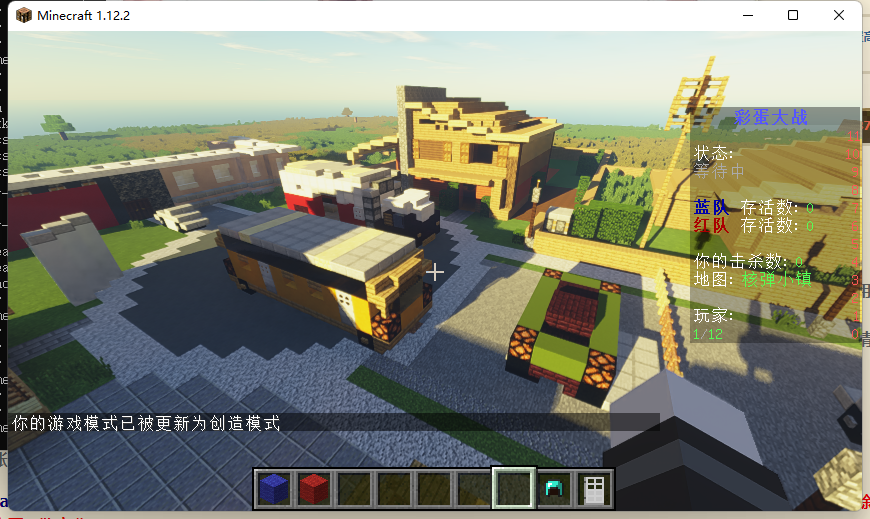 Minecraft 1.12.2
彩蛋大战
状态:
等待中
蓝队 存活数: 0
红队 存活数: 0
你的击杀数: 0
地图: 核弹小镇
玩家:
1/12
你的游戏模式已被更新为创造模式